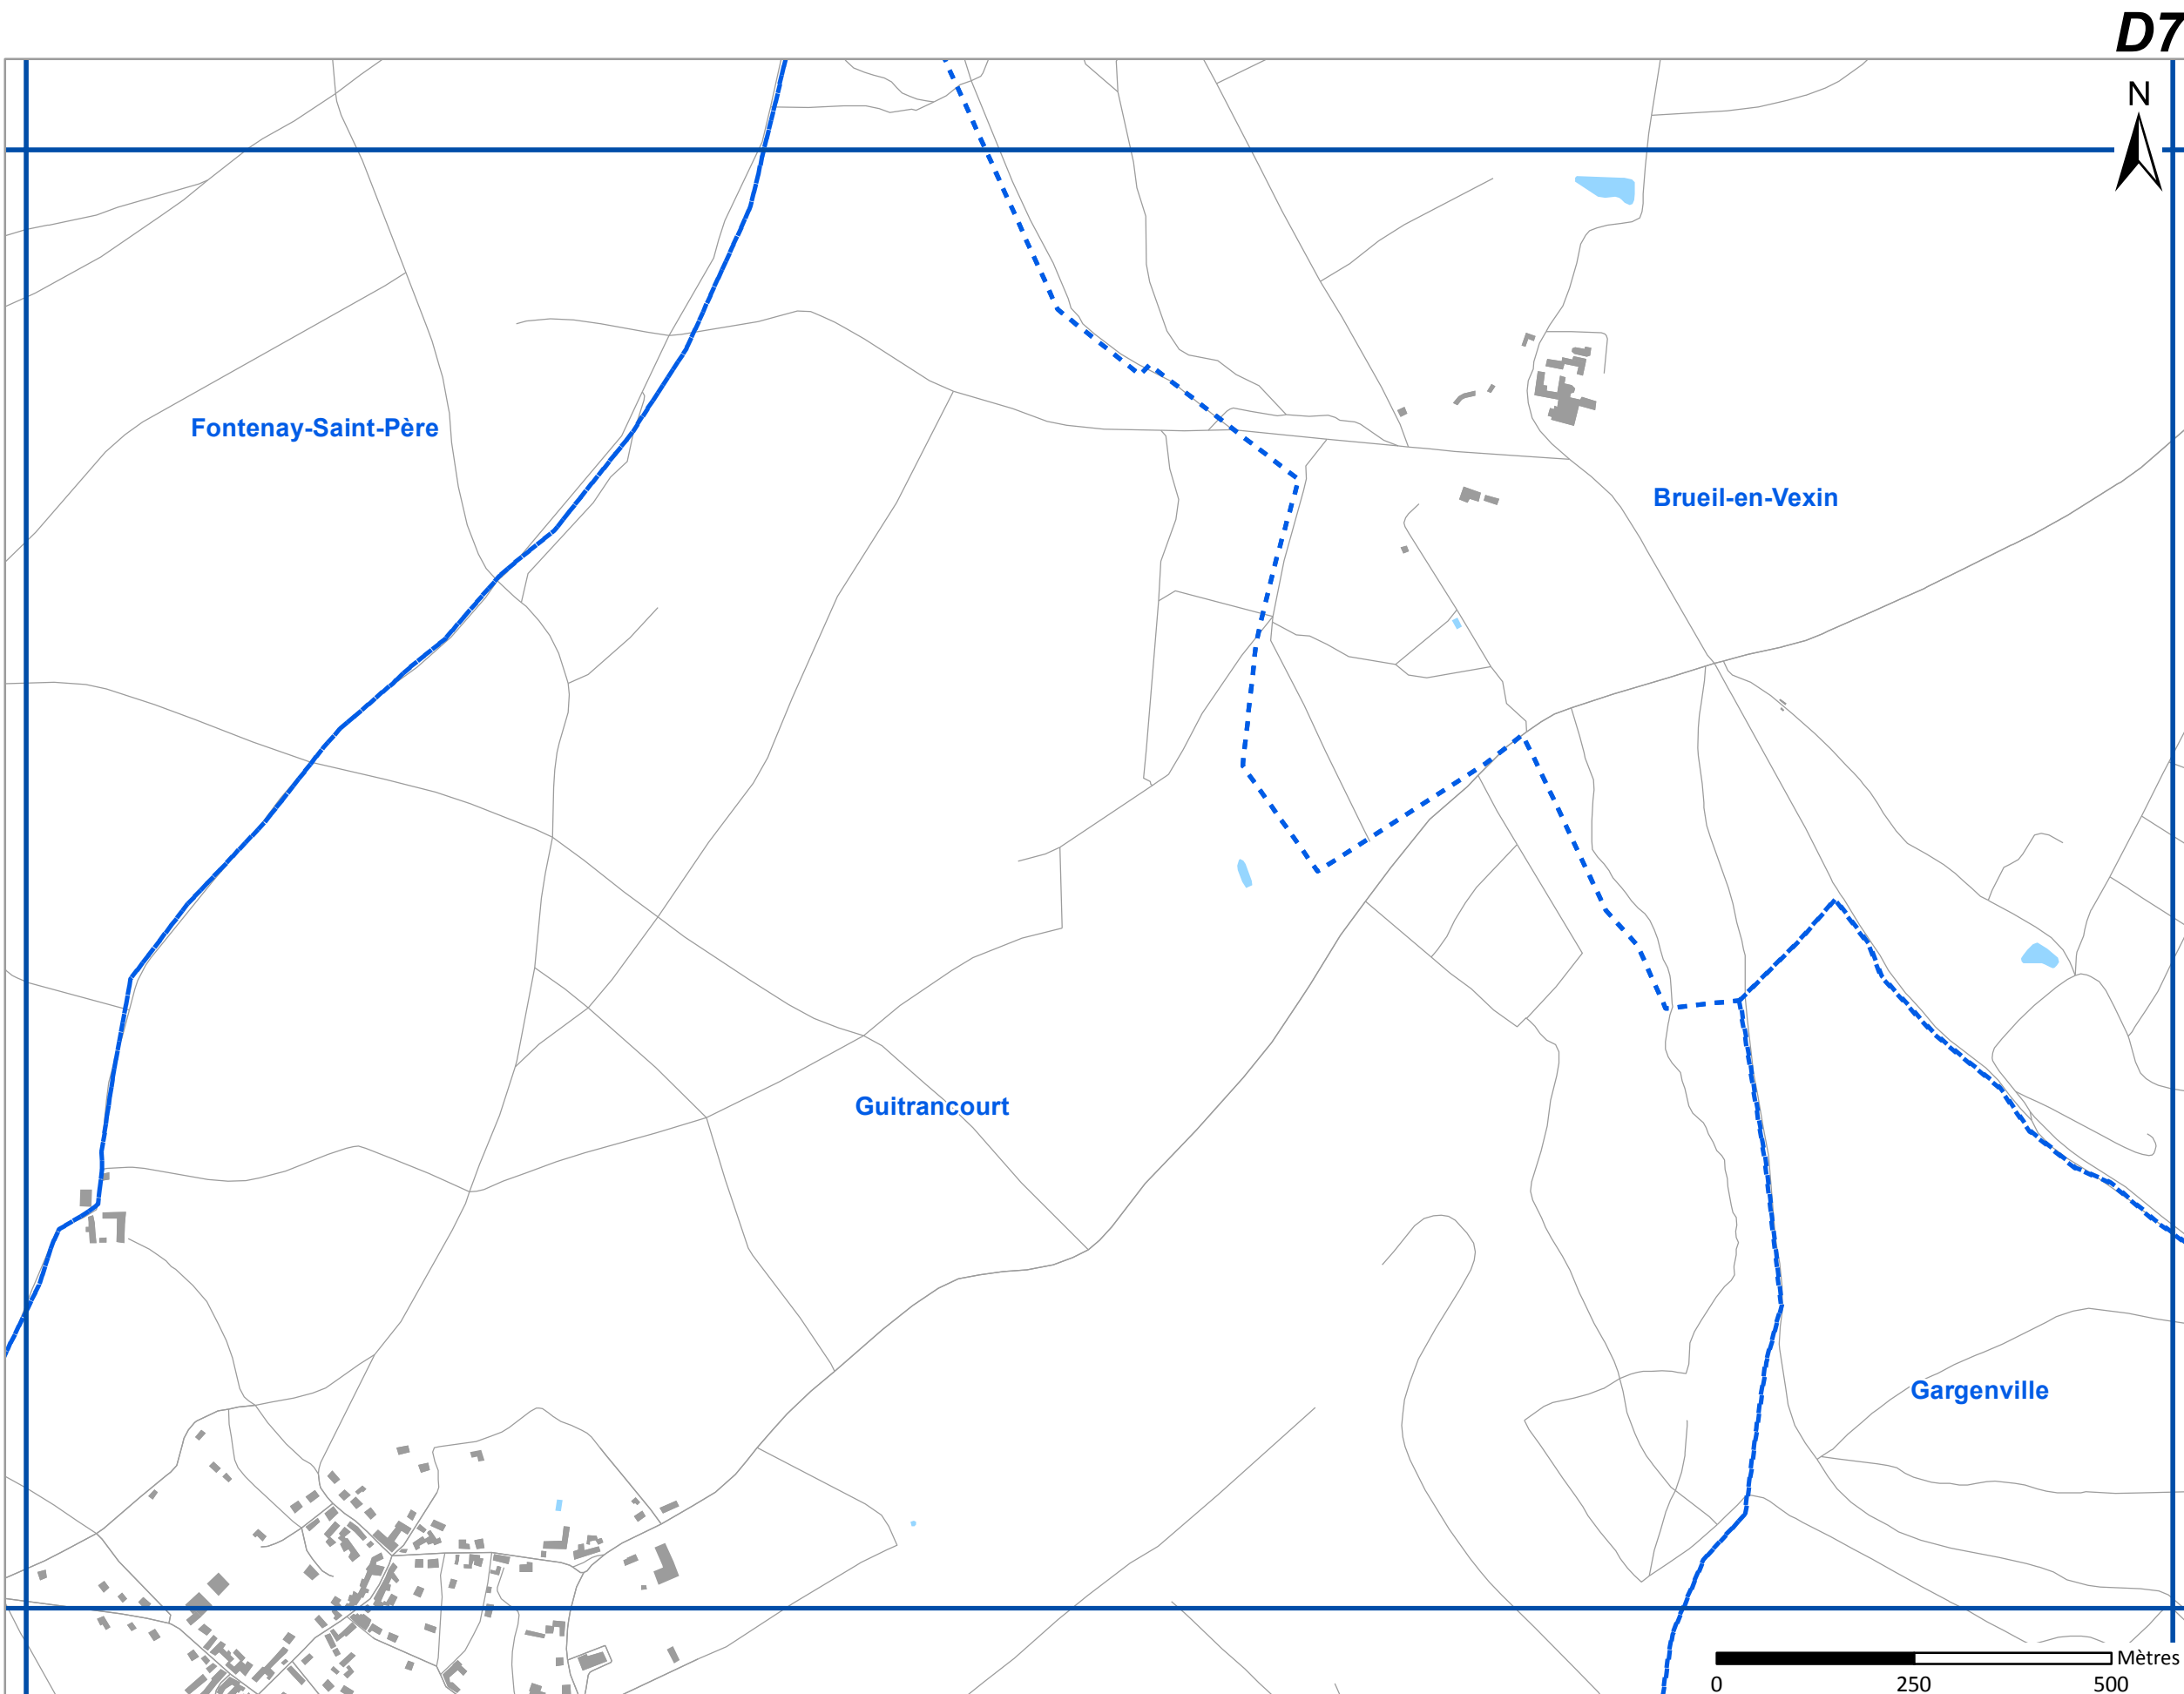 D7
N
Fontenay-Saint-Père
Brueil-en-Vexin
Guitrancourt
Gargenville
Mètres
0 250 500